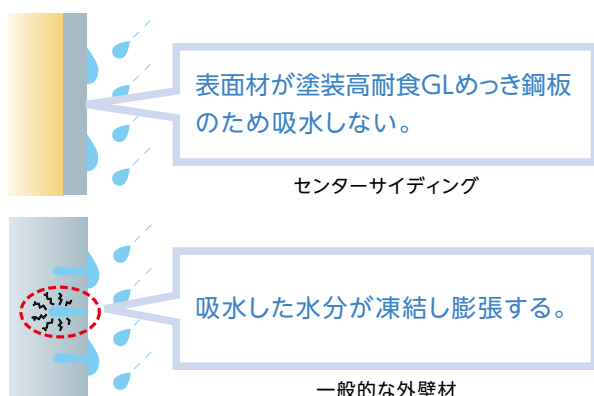 表面材が塗装高耐食GLめっき鋼板
のため吸水しない。
センターサイディング
吸水した水分が凍結し膨張する。
一般的な外壁材